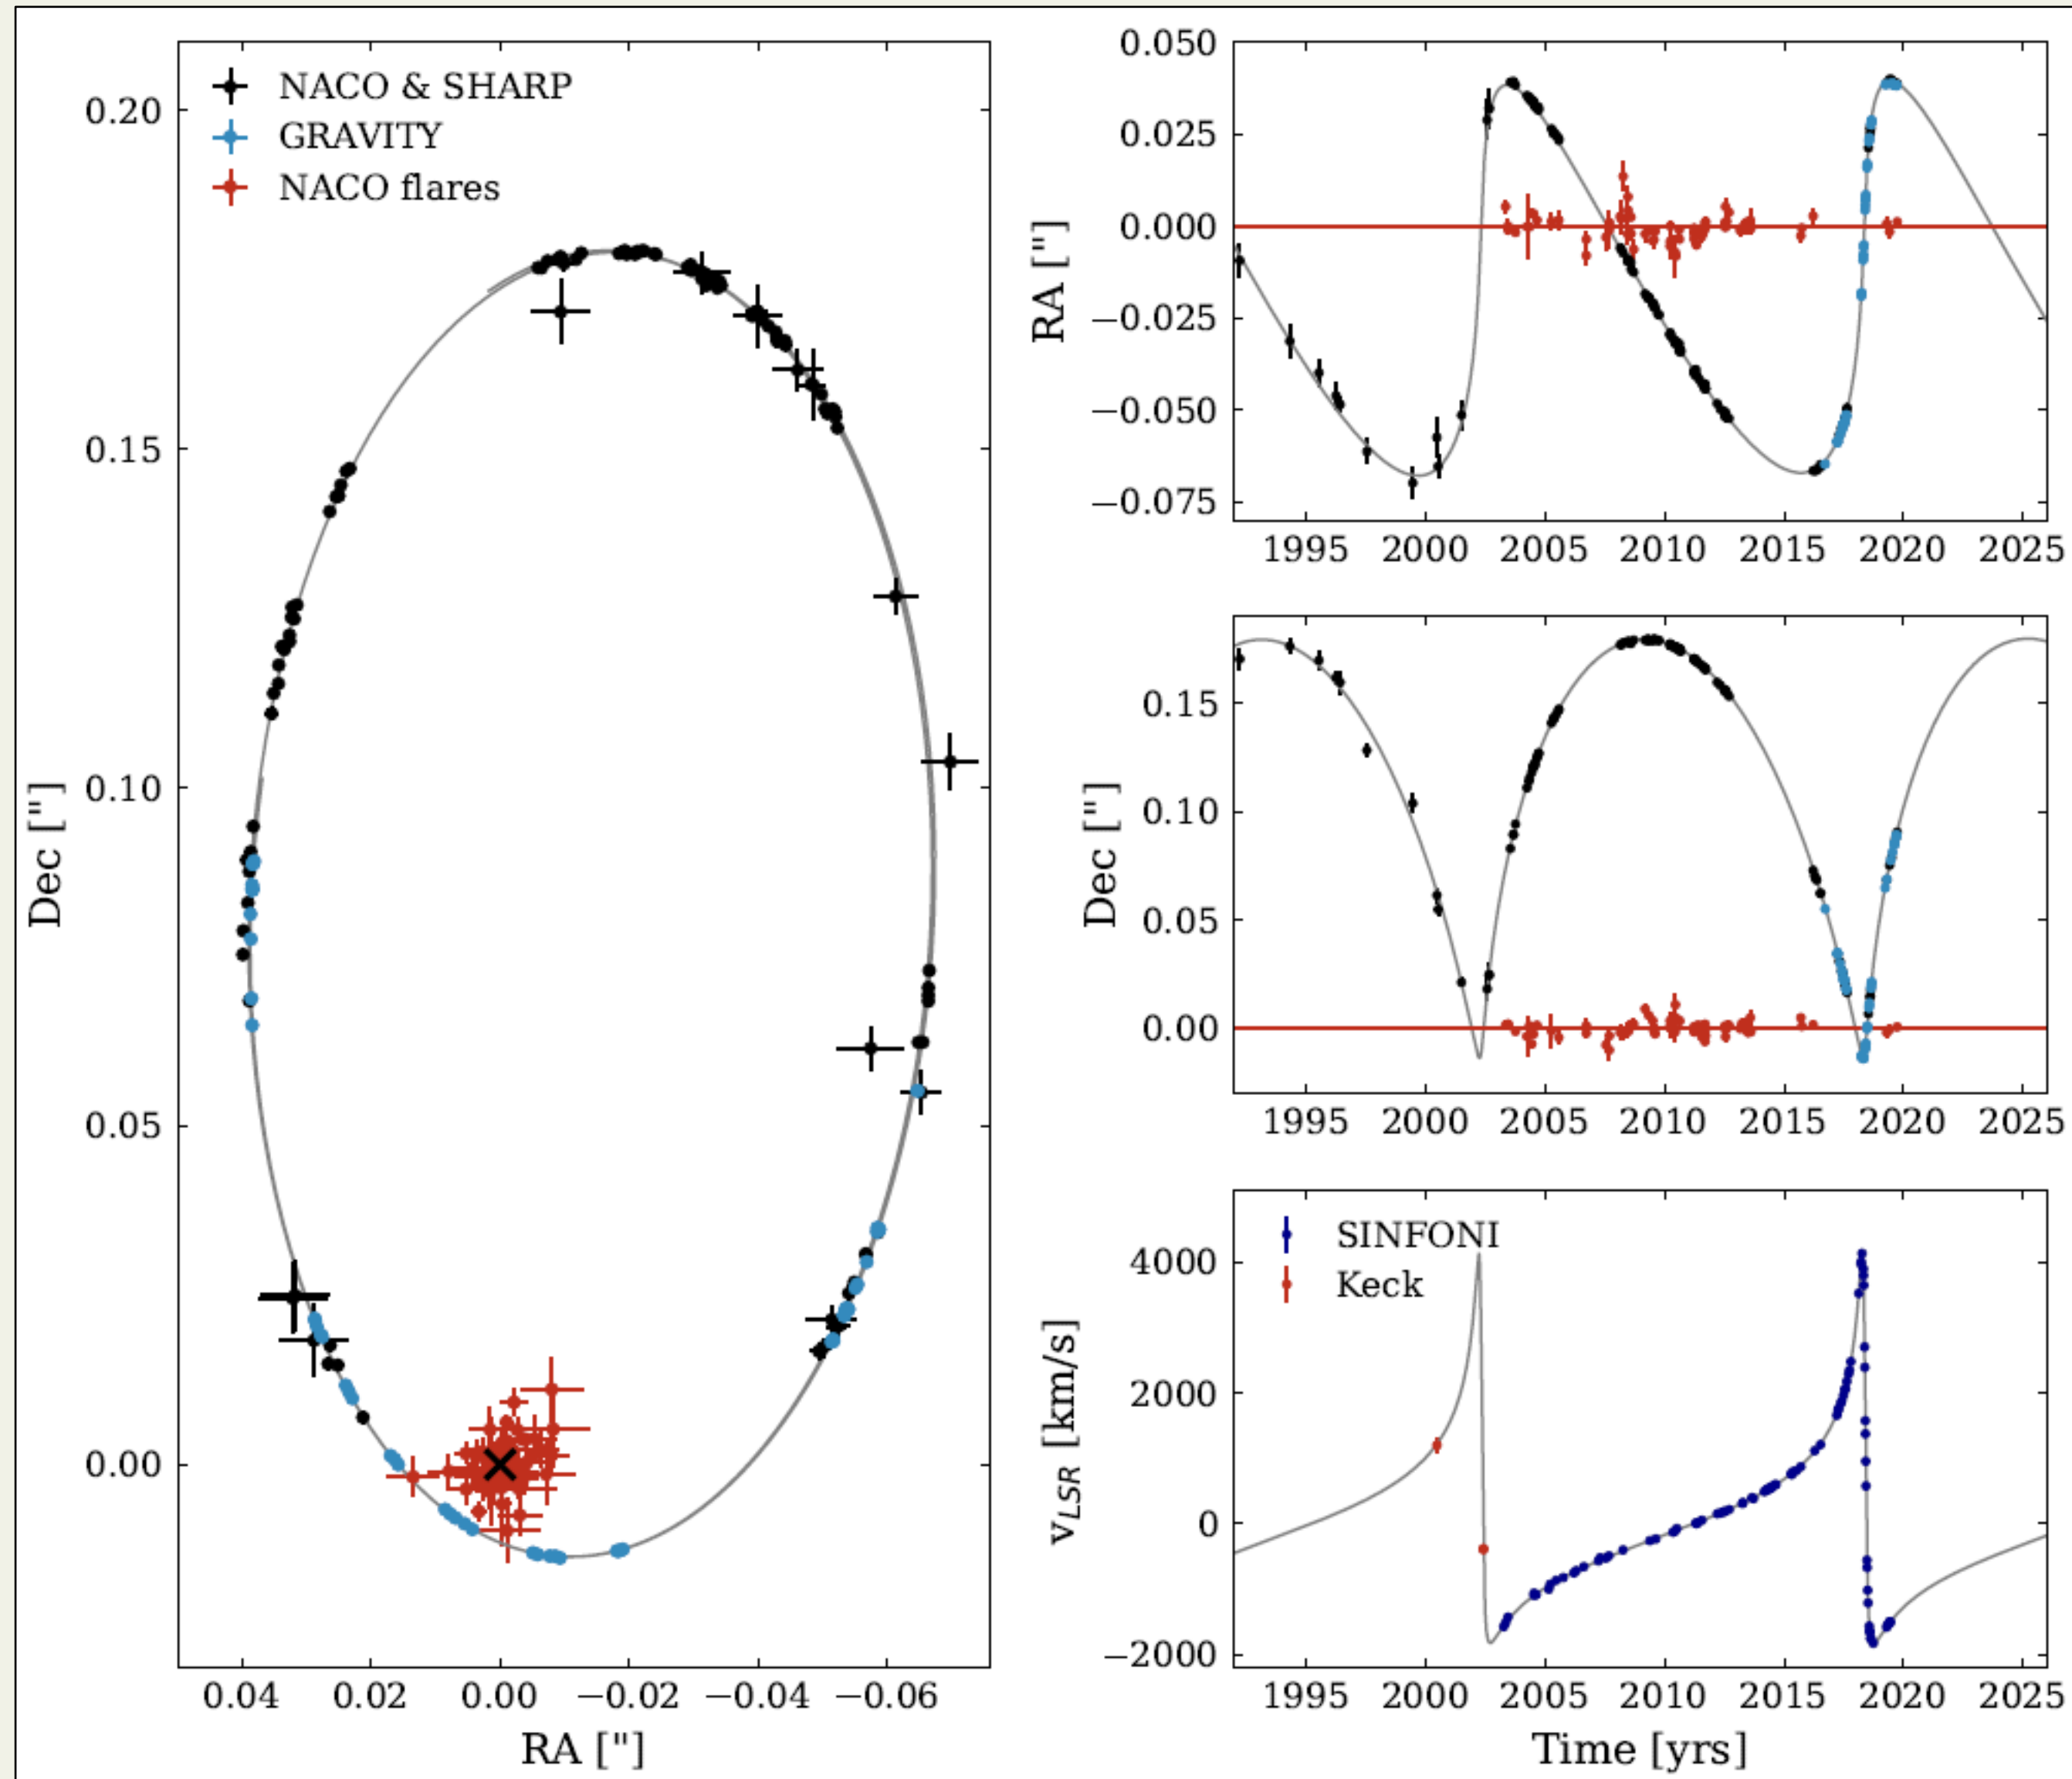 NACO & SHARP
GRAVITY
NACO flares
0.20
0.15
0.10
0.05
0.00
Dec ["]
0.04 0.02 0.00 −0.02 −0.04 −0.06
RA ["]
0.050
0.025
0.000
−0.025
−0.050
−0.075
RA ["]
1995 2000 2005 2010 2015 2020 2025
0.15
0.10
0.05
0.00
Dec ["]
1995 2000 2005 2010 2015 2020 2025
SINFONI
Keck
4000
2000
0
−2000
vLSR [km/s]
1995 2000 2005 2010 2015 2020 2025
Time [yrs]